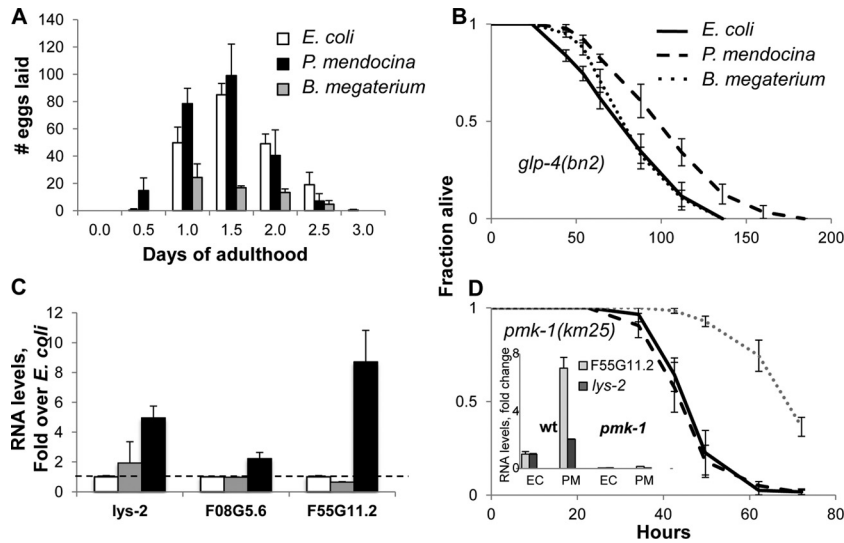 A
140
120
100
80
60
40
20
0
# eggs laid
E. coli
P. mendocina
B. megaterium
0.0 0.5 1.0 1.5 2.0 2.5 3.0
Days of adulthood
B
1
0.5
0
Fraction alive
E. coli
P. mendocina
B. megaterium
glp-4(bn2)
0 50 100 150 200
C
12
10
8
6
4
2
0
RNA levels,
Fold over E. coli
lys-2 F08G5.6 F55G11.2
D
1
0.5
0
pmk-1(km25)
8
4
0
RNA levels, fold change
F55G11.2
lys-2
wt pmk-1
EC PM EC PM
0 20 40 60 80
Hours